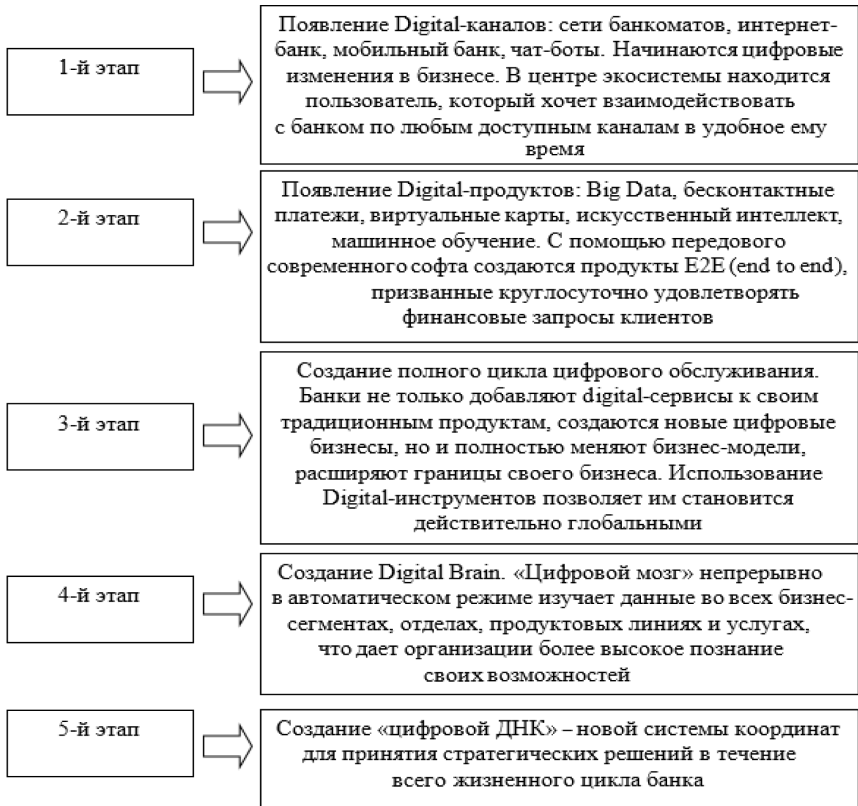 1-й этап
Появление Digital-каналов: сети банкоматов, интернет-
банк, мобильный банк, чат-боты. Начинаются цифровые
изменения в бизнесе. В центре экосистемы находится
пользователь, который хочет взаимодействовать
с банком по любым доступным каналам в удобное ему
время
2-й этап
Появление Digital-продуктов: Big Data, бесконтактные
платежи, виртуальные карты, искусственный интеллект,
машинное обучение. С помощью передового
современного софта создаются продукты E2E (end to end),
призванные круглосуточно удовлетворять
финансовые запросы клиентов
3-й этап
Создание полного цикла цифрового обслуживания.
Банки не только добавляют digital-сервисы к своим
традиционным продуктам, создаются новые цифровые
бизнесы, но и полностью меняют бизнес-модели,
расширяют границы своего бизнеса. Использование
Digital-инструментов позволяет им становится
действительно глобальными
4-й этап
Создание Digital Brain. «Цифровой мозг» непрерывно
в автоматическом режиме изучает данные во всех бизнес-
сегментах, отделах, продуктовых линиях и услугах,
что дает организации более высокое познание
своих возможностей
5-й этап
Создание «цифровой ДНК» – новой системы координат
для принятия стратегических решений в течение
всего жизненного цикла банка